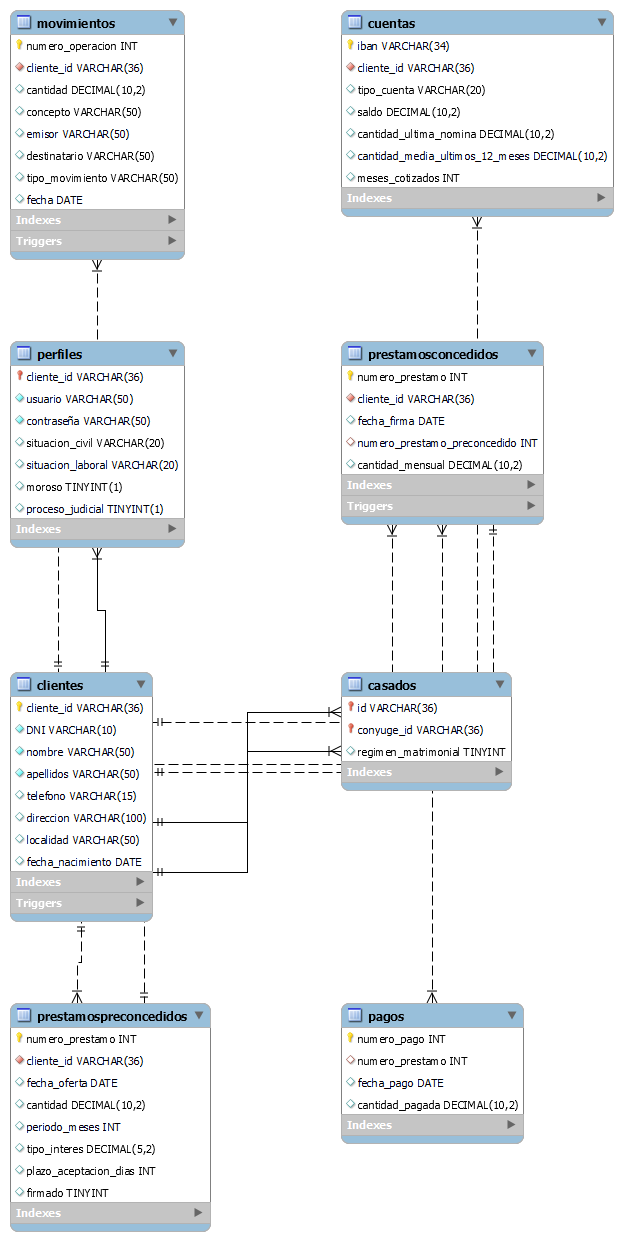 movimientos
numero_operacion INT
cliente_id VARCHAR(36)
cantidad DECIMAL(10,2)
concepto VARCHAR(50)
emisor VARCHAR(50)
destinatario VARCHAR(50)
tipo_movimiento VARCHAR(50)
fecha DATE
Indexes
Triggers
cuentas
iban VARCHAR(34)
cliente_id VARCHAR(36)
tipo_cuenta VARCHAR(20)
saldo DECIMAL(10,2)
cantidad_ultima_nomina DECIMAL(10,2)
cantidad_media_ultimos_12_meses DECIMAL(10,2)
meses_cotizados INT
Indexes
perfiles
cliente_id VARCHAR(36)
usuario VARCHAR(50)
contraseña VARCHAR(50)
situacion_civil VARCHAR(20)
situacion_laboral VARCHAR(20)
moroso TINYINT(1)
proceso_judicial TINYINT(1)
Indexes
prestamosconcedidos
numero_prestamo INT
cliente_id VARCHAR(36)
fecha_firma DATE
numero_prestamo_preconcedido INT
cantidad_mensual DECIMAL(10,2)
Indexes
Triggers
clientes
cliente_id VARCHAR(36)
DNI VARCHAR(10)
nombre VARCHAR(50)
apellidos VARCHAR(50)
telefono VARCHAR(15)
direccion VARCHAR(100)
localidad VARCHAR(50)
fecha_nacimiento DATE
Indexes
Triggers
casados
id VARCHAR(36)
conyuge_id VARCHAR(36)
regimen_matrimonial TINYINT
Indexes
prestamospreconcedidos
numero_prestamo INT
cliente_id VARCHAR(36)
fecha_oferta DATE
cantidad DECIMAL(10,2)
periodo_meses INT
tipo_interes DECIMAL(5,2)
plazo_aceptacion_dias INT
firmado TINYINT
Indexes
pagos
numero_pago INT
numero_prestamo INT
fecha_pago DATE
cantidad_pagada DECIMAL(10,2)
Indexes